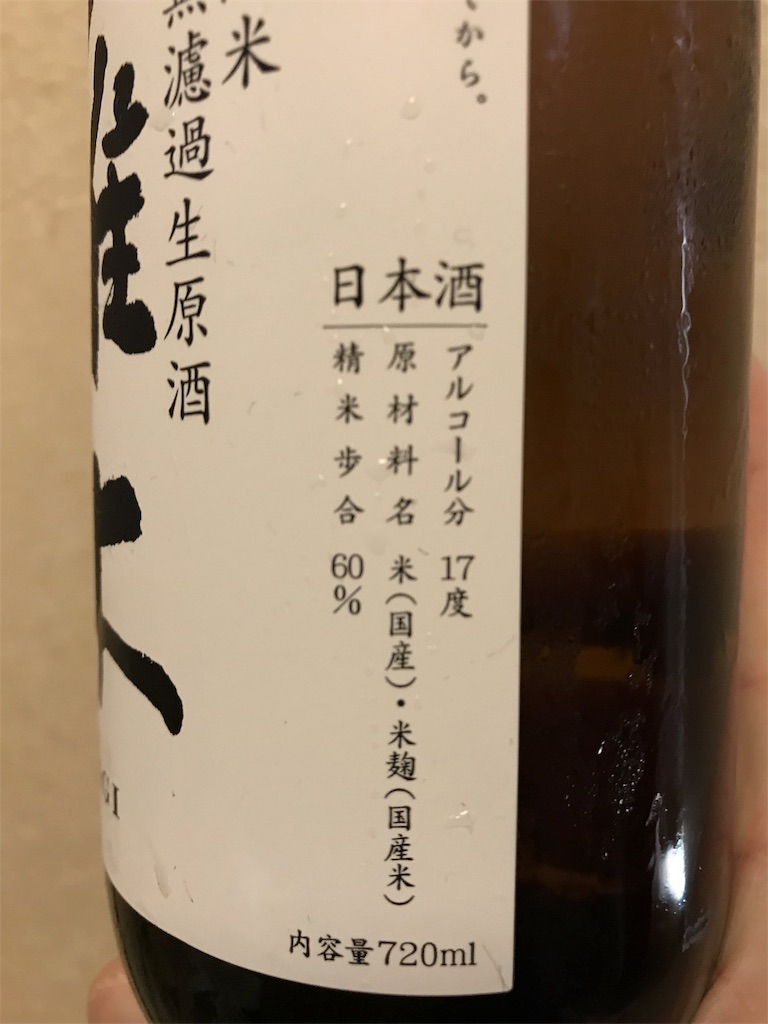 から。
日本酒
アルコール分 17度
原材料名 米(国産)・米麹(国産米)
精米歩合 60%
内容量720ml
米
無濾過生原酒
GI